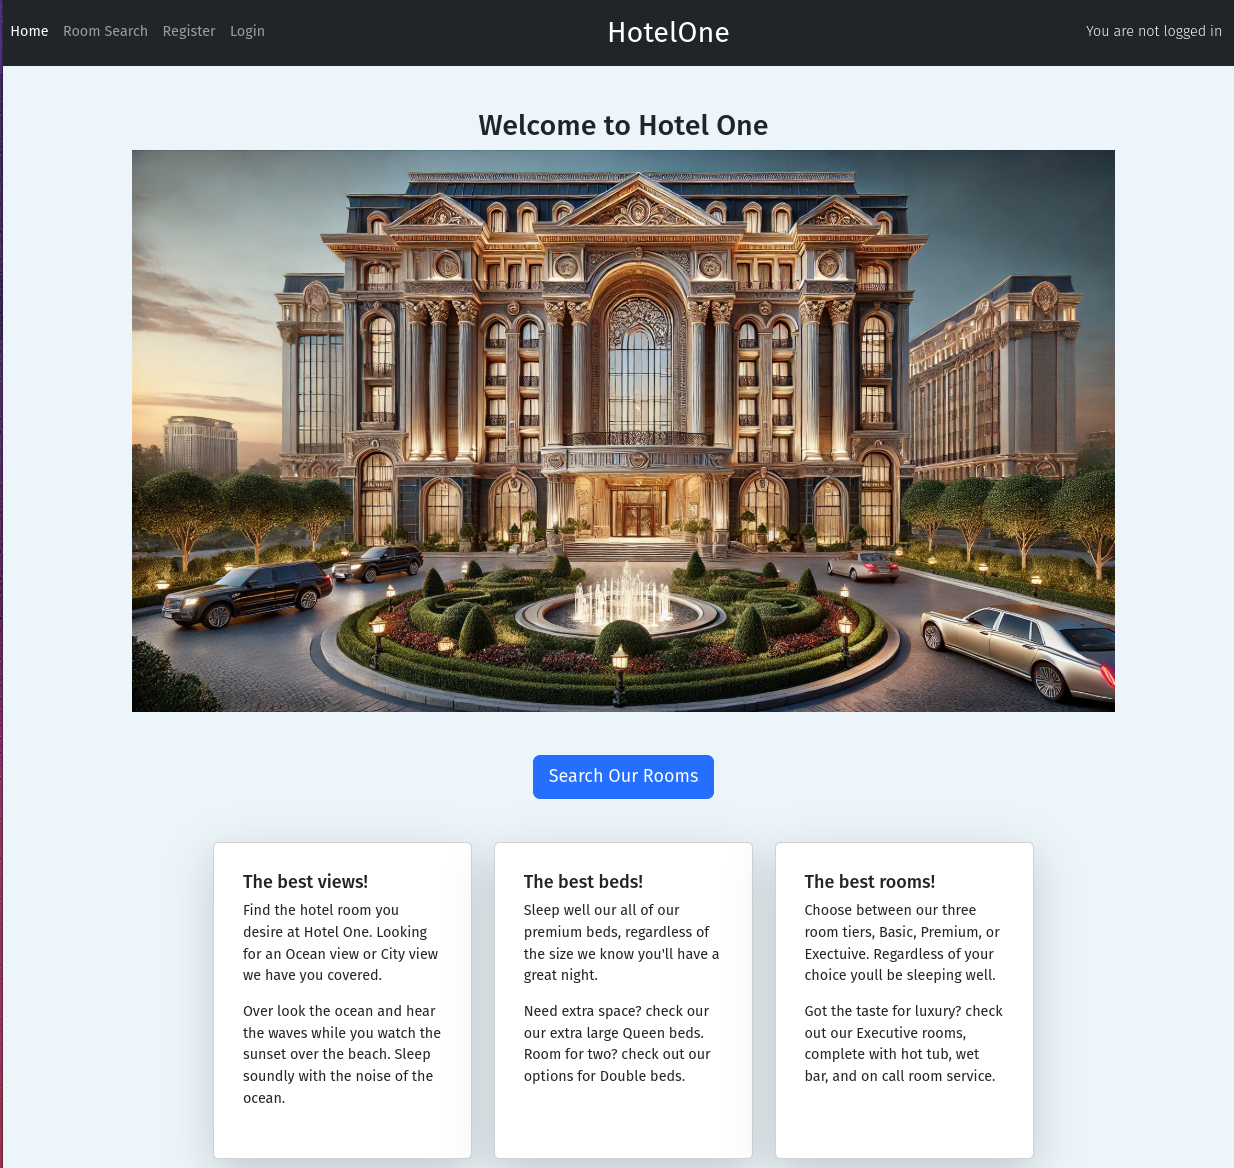 Home Room Search Register Login HotelOne You are not logged in
Welcome to Hotel One
Search Our Rooms
The best views!
Find the hotel room you
desire at Hotel One. Looking
for an Ocean view or City view
we have you covered.
Over look the ocean and hear
the waves while you watch the
sunset over the beach. Sleep
soundly with the noise of the
ocean.
The best beds!
Sleep well our all of our
premium beds, regardless of
the size we know you'll have a
great night.
Need extra space? check our
our extra large Queen beds.
Room for two? check out our
options for Double beds.
The best rooms!
Choose between our three
room tiers, Basic, Premium, or
Exectuive. Regardless of your
choice youll be sleeping well.
Got the taste for luxury? check
out our Executive rooms,
complete with hot tub, wet
bar, and on call room service.